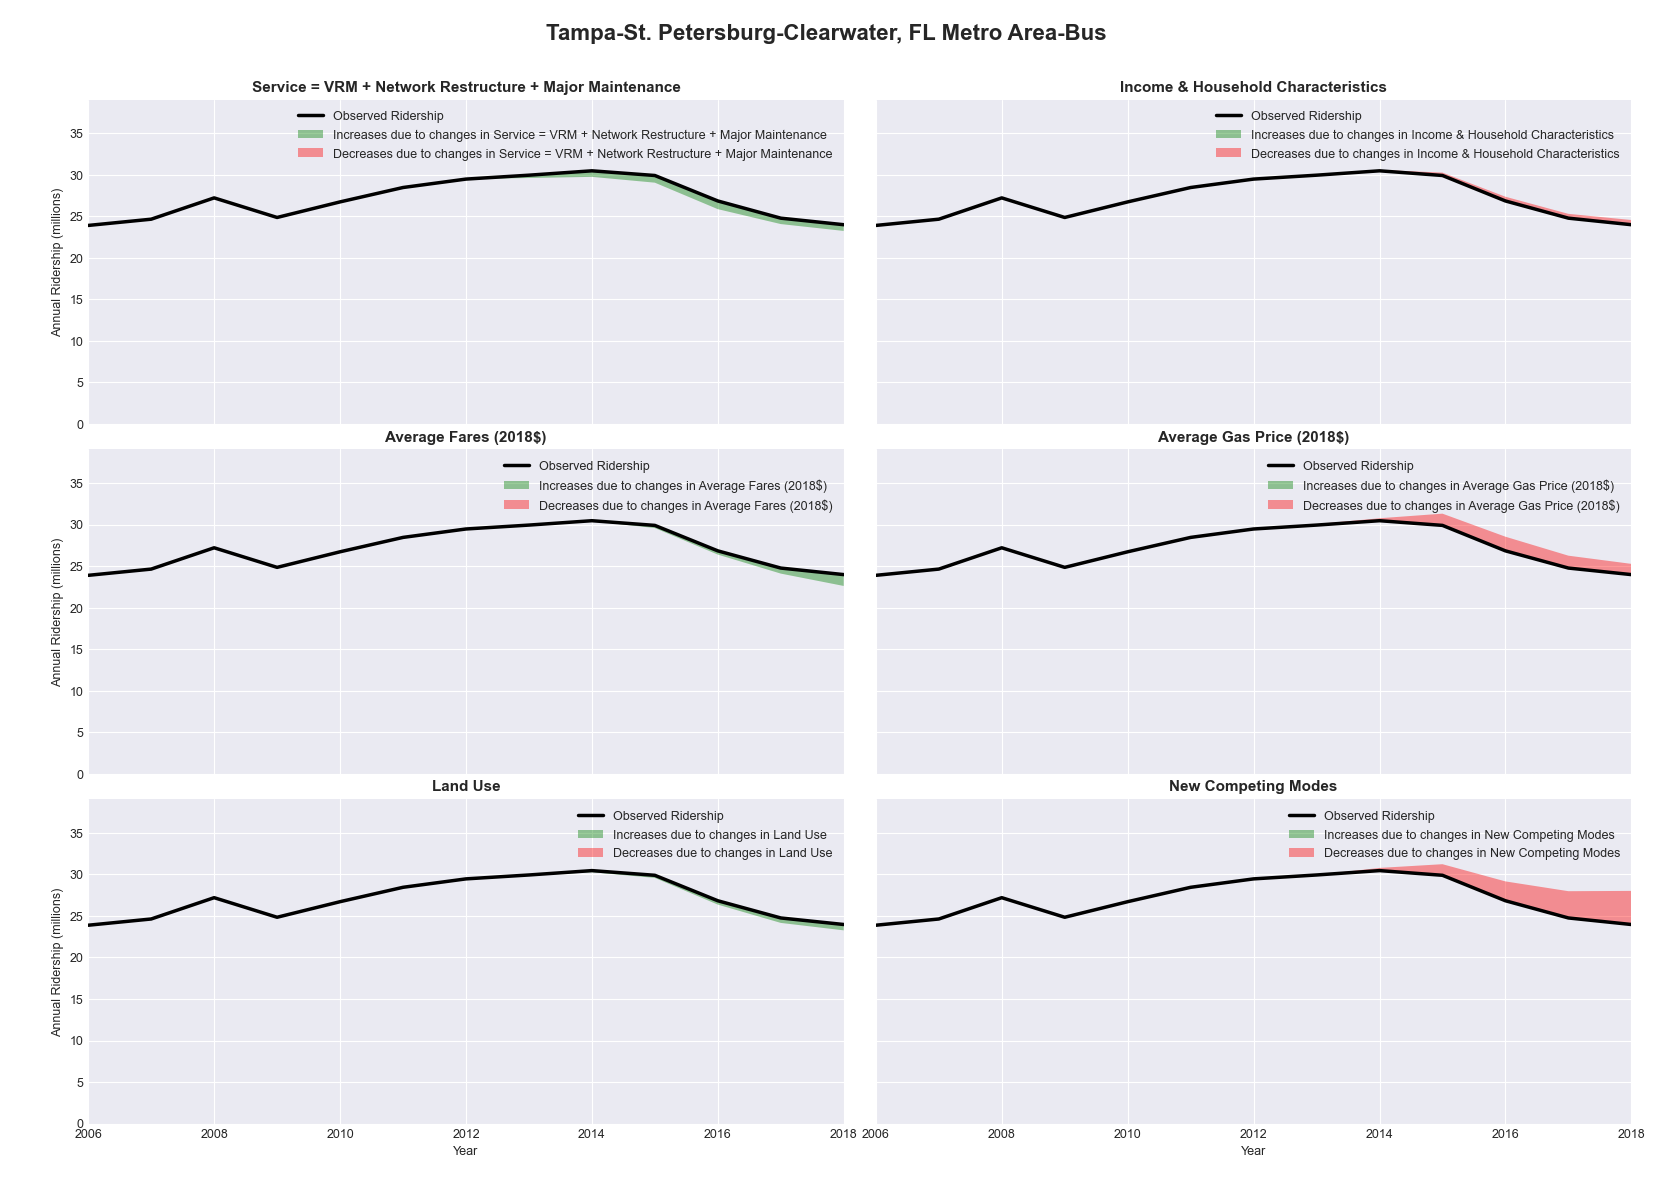 Tampa-St. Petersburg-Clearwater, FL Metro Area-Bus
Service = VRM + Network Restructure + Major Maintenance
Observed Ridership
Increases due to changes in Service = VRM + Network Restructure + Major Maintenance
Decreases due to changes in Service = VRM + Network Restructure + Major Maintenance
Annual Ridership (millions)
35
30
25
20
15
10
5
0
Income & Household Characteristics
Observed Ridership
Increases due to changes in Income & Household Characteristics
Decreases due to changes in Income & Household Characteristics
Average Fares (2018$)
Observed Ridership
Increases due to changes in Average Fares (2018$)
Decreases due to changes in Average Fares (2018$)
Annual Ridership (millions)
35
30
25
20
15
10
5
0
Average Gas Price (2018$)
Observed Ridership
Increases due to changes in Average Gas Price (2018$)
Decreases due to changes in Average Gas Price (2018$)
Land Use
Observed Ridership
Increases due to changes in Land Use
Decreases due to changes in Land Use
Annual Ridership (millions)
35
30
25
20
15
10
5
0
2006 2008 2010 2012 2014 2016 2018
Year
New Competing Modes
Observed Ridership
Increases due to changes in New Competing Modes
Decreases due to changes in New Competing Modes
2006 2008 2010 2012 2014 2016 2018
Year